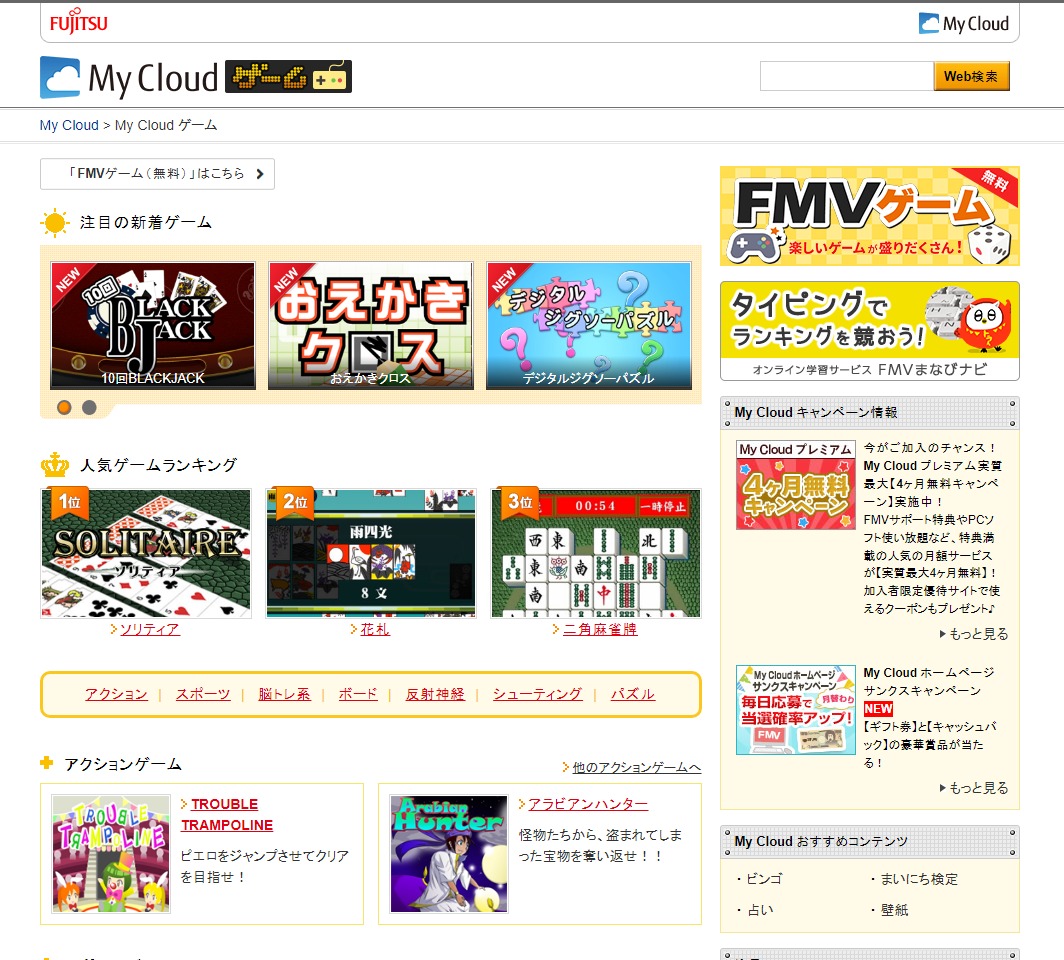 FUJITSU
My Cloud
My Cloud ゲーム
Web検索
My Cloud > My Cloud ゲーム
「FMVゲーム（無料）」はこちら
注目の新着ゲーム
NEW
10回
BLACK
JACK
BJ
10回BLACKJACK
NEW
おえかき
クロス
おえかきクロス
NEW
デジタル
ジグソーパズル
デジタルジグソーパズル
人気ゲームランキング
1位
SOLITAIRE
ソリティア
ソリティア
2位
雨四光
8 文
花札
3位
00:54
一時停止
西 東 北
東
南 南 中
二角麻雀牌
アクション | スポーツ | 脳トレ系 | ボード | 反射神経 | シューティング | パズル
アクションゲーム
他のアクションゲームへ
TROUBLE
TRAMPOLINE
TROUBLE
TRAMPOLINE
ピエロをジャンプさせてクリア
を目指せ！
Arabian
Hunter
アラビアンハンター
怪物たちから、盗まれてしま
った宝物を奪い返せ！！
無料
FMVゲーム
楽しいゲームが盛りだくさん！
タイピングで
ランキングを競おう！
オンライン学習サービス FMVまなびナビ
My Cloud キャンペーン情報
My Cloud プレミアム
4ヶ月無料
キャンペーン
今がご加入のチャンス！
My Cloud プレミアム実質
最大【4ヶ月無料キャンペ
ーン】実施中！
FMVサポート特典やPCソ
フト使い放題など、特典満
載の人気の月額サービス
が【実質最大4ヶ月無料】！
加入者限定優待サイトで使
えるクーポンもプレゼント♪
もっと見る
My Cloudホームページ
サンクスキャンペーン
月替わり
毎日応募で
当選確率アップ！
FMV
My Cloud ホームページ
サンクスキャンペーン
NEW
【ギフト券】と【キャッシュバ
ック】の豪華賞品が当た
る！
もっと見る
My Cloud おすすめコンテンツ
・ビンゴ
・まいにち検定
・占い
・壁紙